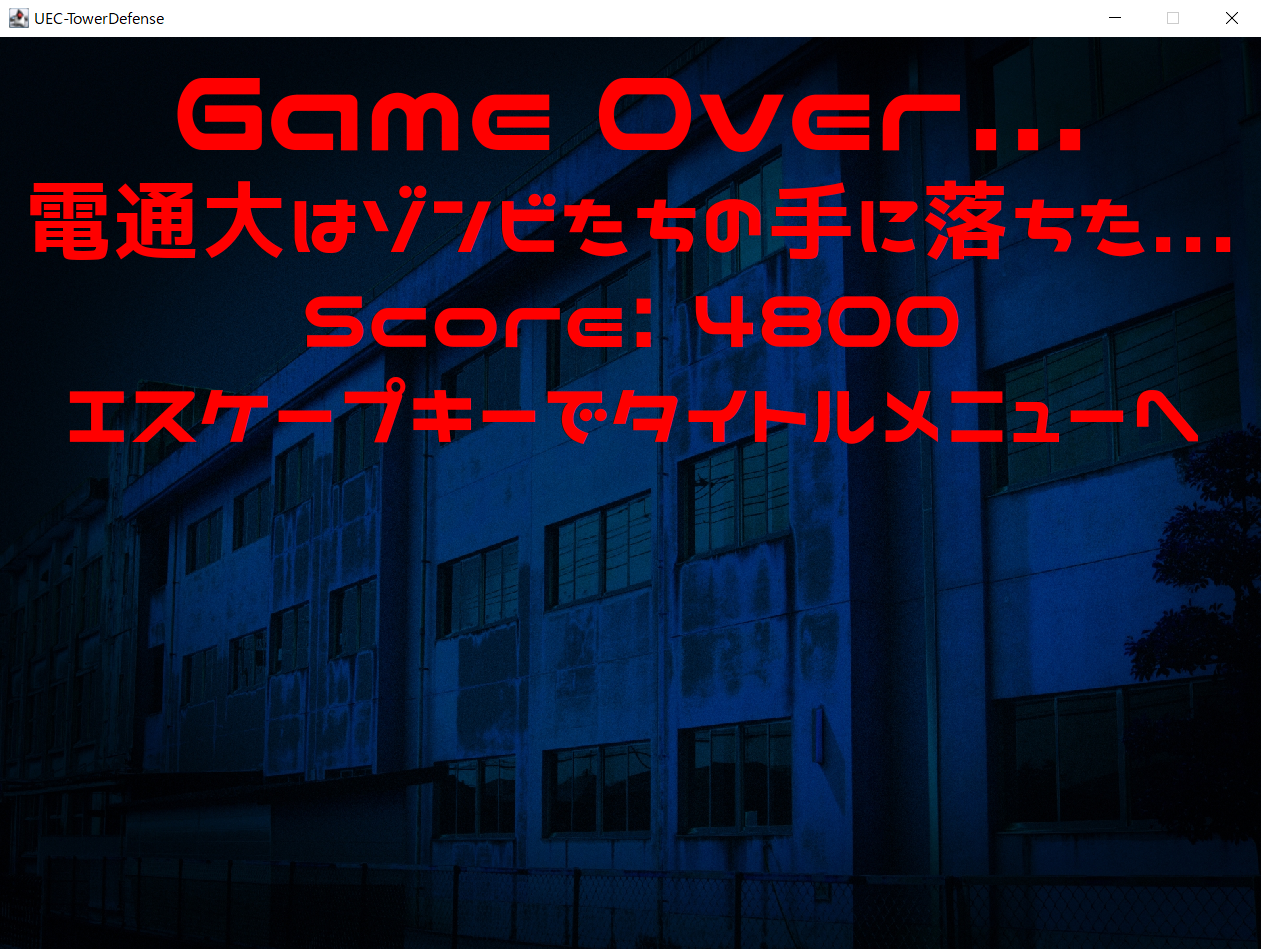 UEC-TowerDefense
Game Over...
電通大はゾンビたちの手に落ちた...
Score: 4800
エスケープキーでタイトルメニューへ